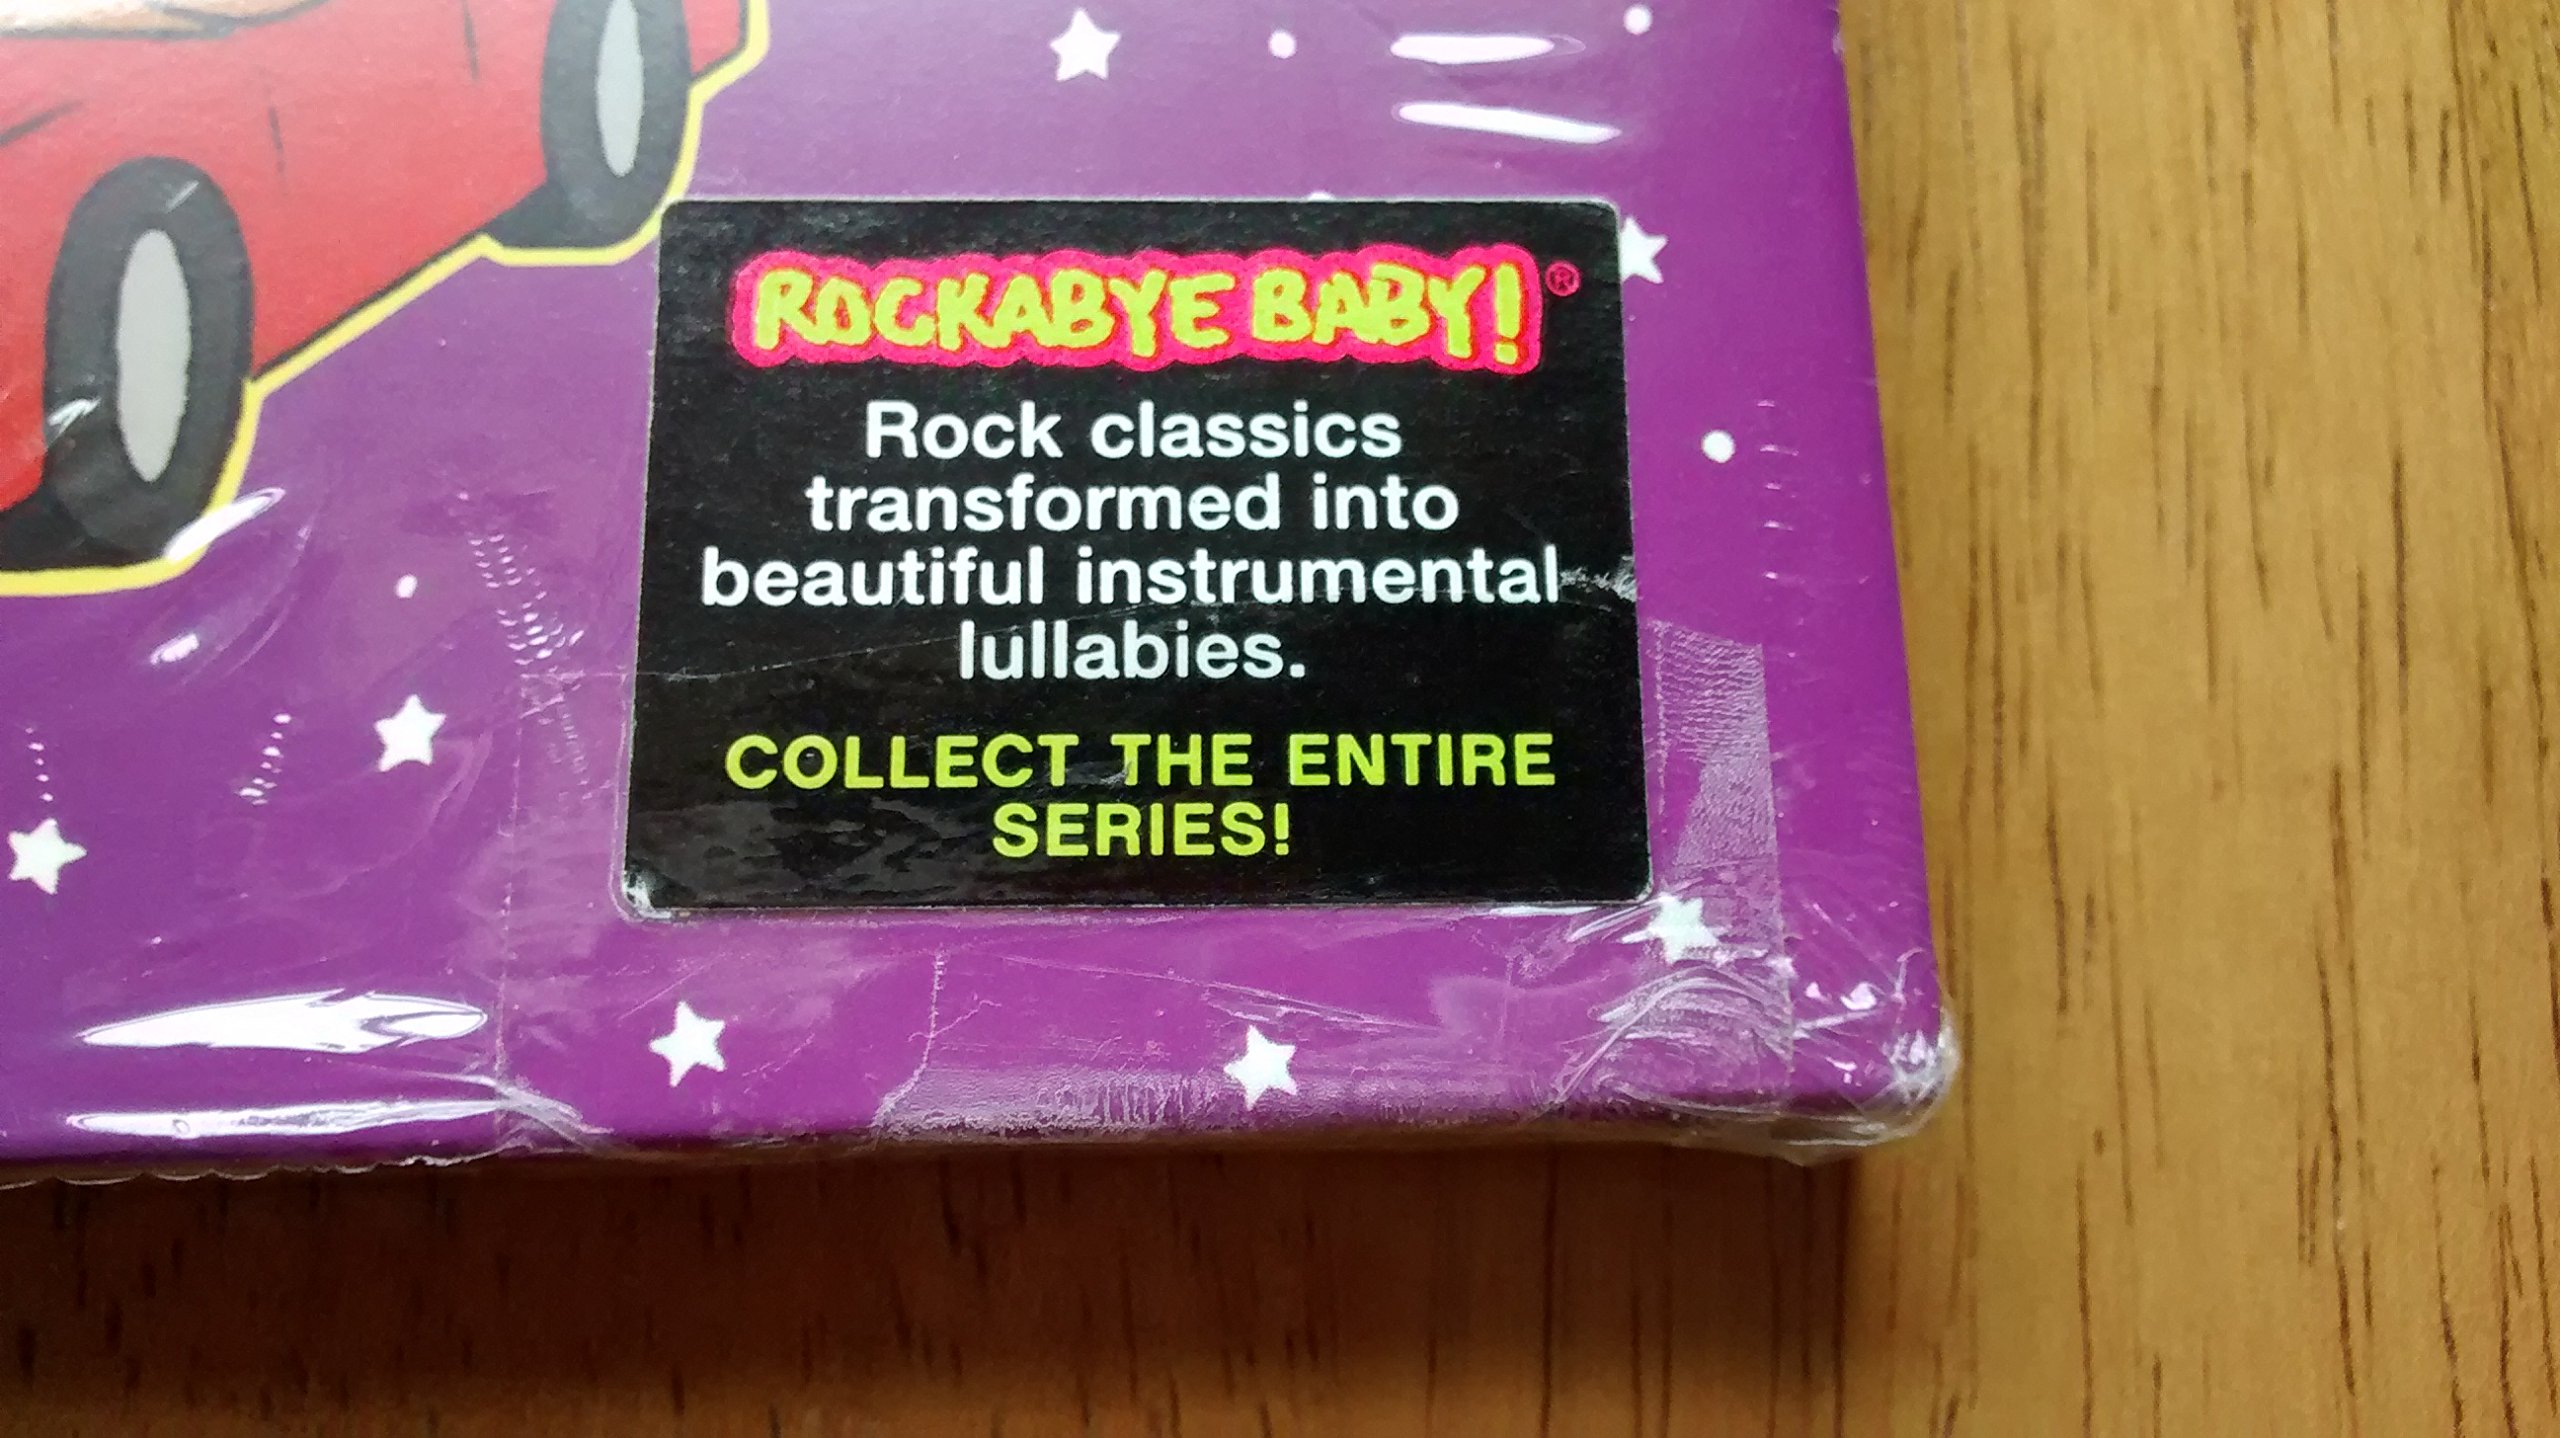 ROCKABYE BABY!®
Rock classics
transformed into
beautiful instrumental
lullabies.
COLLECT THE ENTIRE
SERIES!